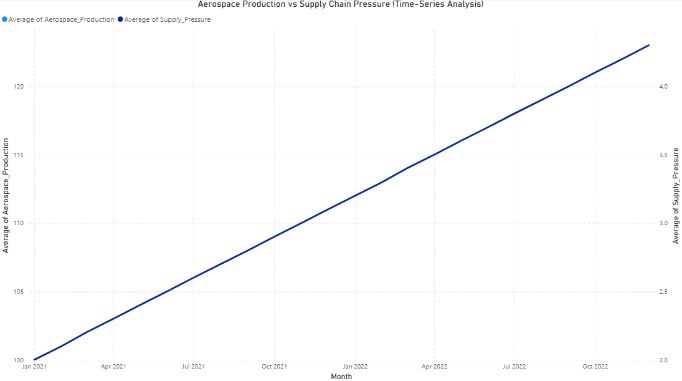 Aerospace Production vs Supply Chain Pressure (Time-Series Analysis)
Average of Aerospace_Production Average of Supply_Pressure
Average of Aerospace_Production
120
115
110
105
100
4.0
3.5
3.0
2.5
2.0
Average of Supply_Pressure
Jan 2021 Apr 2021 Jul 2021 Oct 2021 Jan 2022 Apr 2022 Jul 2022 Oct 2022
Month